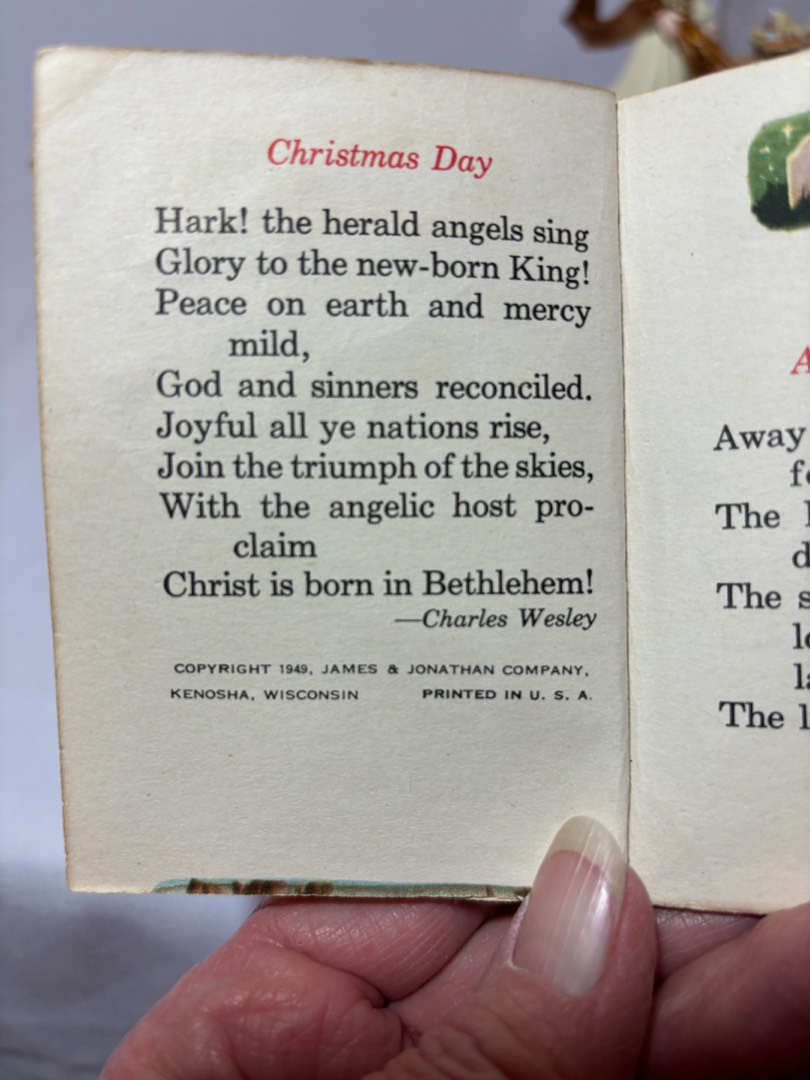 Christmas Day
Hark! the herald angels sing
Glory to the new-born King!
Peace on earth and mercy
mild,
God and sinners reconciled.
Joyful all ye nations rise,
Join the triumph of the skies,
With the angelic host pro-
claim
Christ is born in Bethlehem!
—Charles Wesley
COPYRIGHT 1949, JAMES & JONATHAN COMPANY,
KENOSHA, WISCONSIN PRINTED IN U. S. A.
A
Away
The
The s
The l